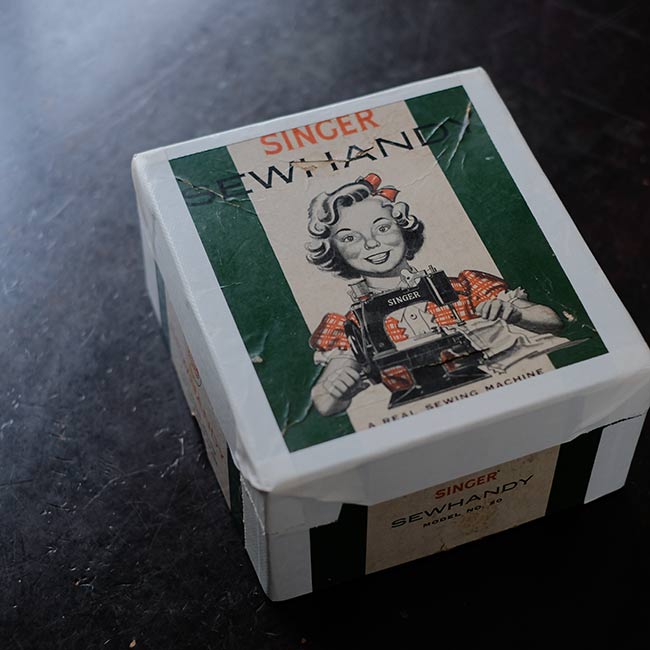 SINGER
SEWHANDY
SINGER
A REAL SEWING MACHINE
SINGER
SEWHANDY
MODEL NO. 20